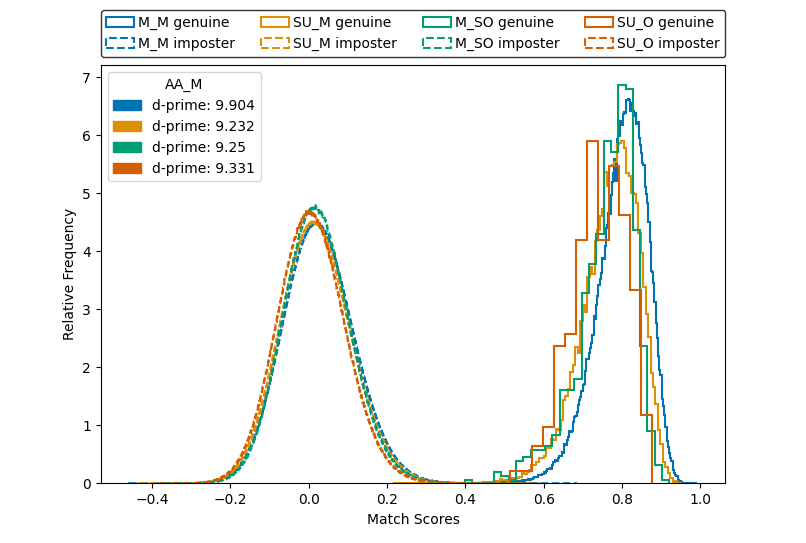 M_M genuine SU_M genuine M_SO genuine SU_O genuine
M_M imposter SU_M imposter M_SO imposter SU_O imposter
AA_M
d-prime: 9.904
d-prime: 9.232
d-prime: 9.25
d-prime: 9.331
Relative Frequency
7
6
5
4
3
2
1
0
−0.4 −0.2 0.0 0.2 0.4 0.6 0.8 1.0
Match Scores